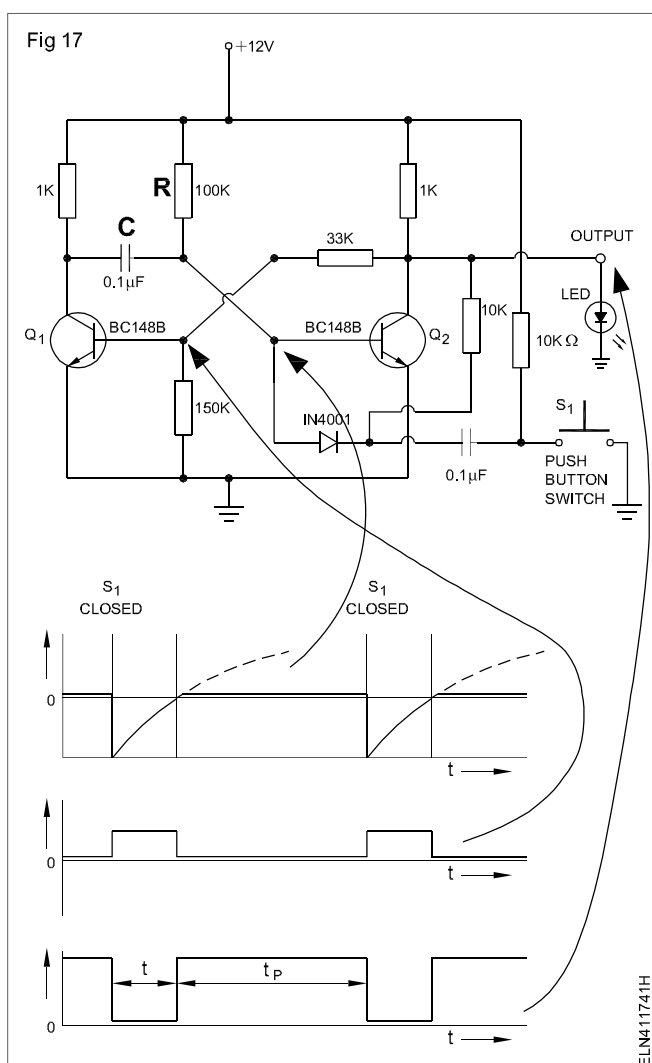 Fig 17
+12V
1K
R
100K
1K
C
0.1µF
33K
OUTPUT
LED
Q1
BC148B
BC148B
Q2
10K
10K Ω
150K
IN4001
0.1µF
S1
PUSH
BUTTON
SWITCH
S1
CLOSED
S1
CLOSED
0
t
0
t
t
tP
0
t
ELN411741H